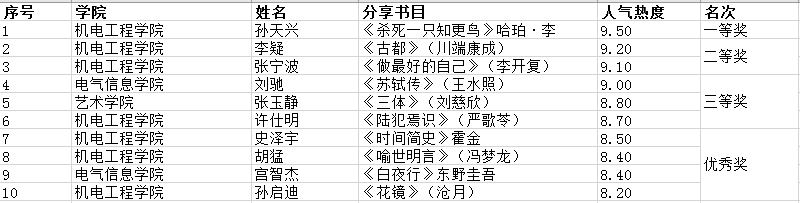 序号 学院 姓名 分享书目 人气热度 名次
1 机电工程学院 孙天兴 《杀死一只知更鸟》哈珀·李 9.50 一等奖
2 机电工程学院 李疑 《古都》（川端康成） 9.20 二等奖
3 机电工程学院 张宁波 《做最好的自己》（李开复） 9.10
4 电气信息学院 刘驰 《苏轼传》（王水照） 9.00 三等奖
5 艺术学院 张玉静 《三体》（刘慈欣） 8.80
6 机电工程学院 许仕明 《陆犯焉识》（严歌苓） 8.70
7 机电工程学院 史泽宇 《时间简史》霍金 8.50 优秀奖
8 机电工程学院 胡猛 《喻世明言》（冯梦龙） 8.40
9 电气信息学院 宫智杰 《白夜行》东野圭吾 8.40
10 机电工程学院 孙启迪 《花镜》（沧月） 8.20